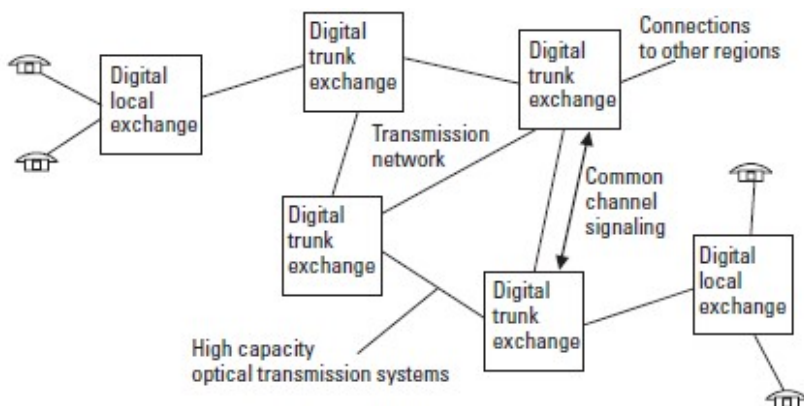 Digital
local
exchange
Digital
trunk
exchange
Digital
trunk
exchange
Connections
to other regions
Transmission
network
Digital
trunk
exchange
Common
channel
signaling
Digital
trunk
exchange
Digital
local
exchange
High capacity
optical transmission systems